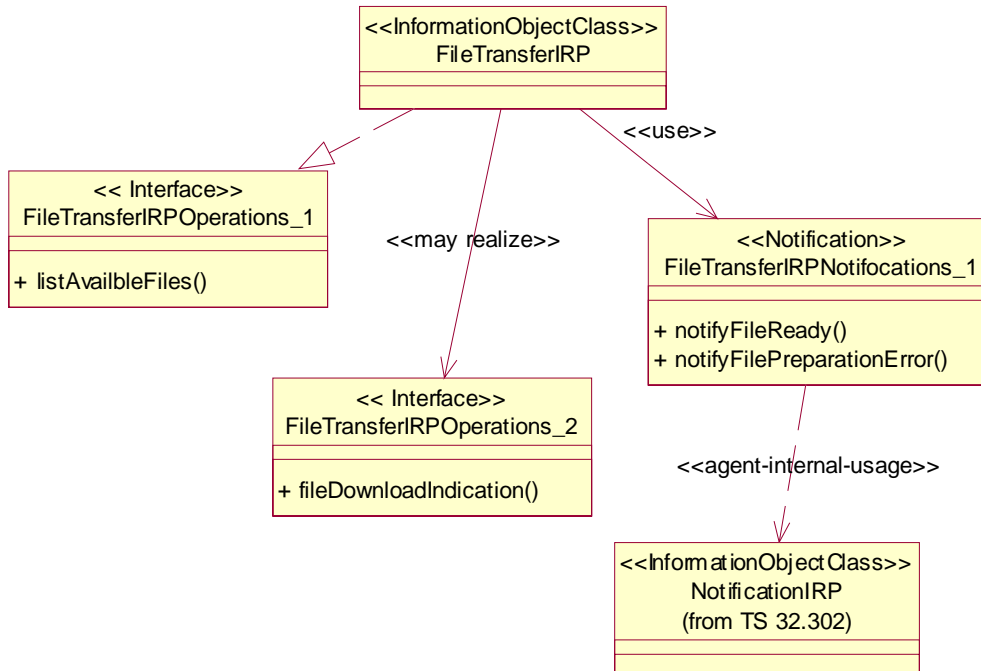 <<InformationObjectClass>>
FileTransferIRP
<<use>>
<< Interface>>
FileTransferIRPOperations_1
+ listAvailbleFiles()
<<may realize>>
<<Notification>>
FileTransferIRPNotifocations_1
+ notifyFileReady()
+ notifyFilePreparationError()
<< Interface>>
FileTransferIRPOperations_2
+ fileDownloadIndication()
<<agent-internal-usage>>
<<InformationObjectClass>>
NotificationIRP
(from TS 32.302)